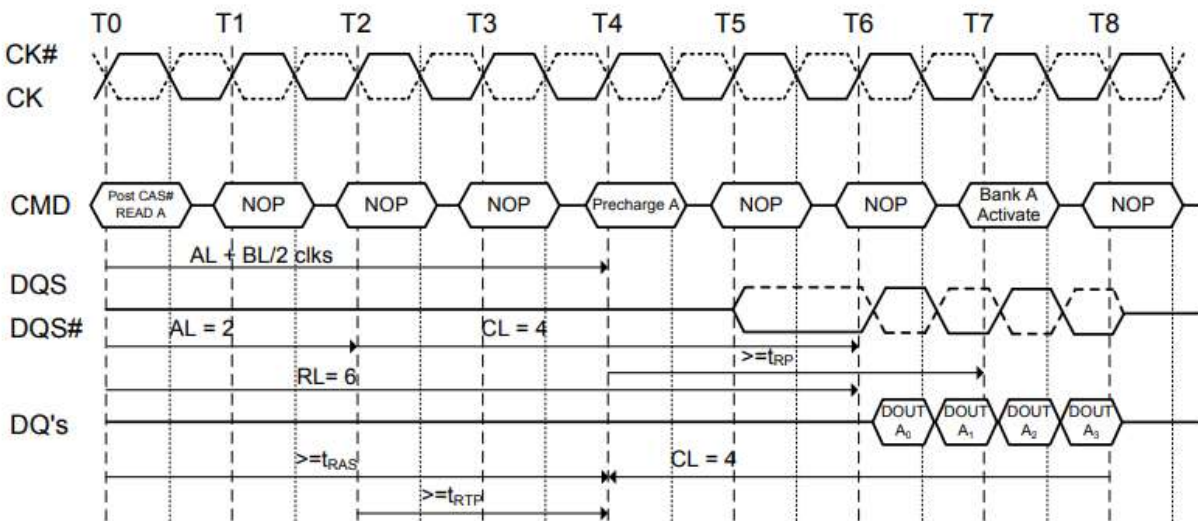 T0 T1 T2 T3 T4 T5 T6 T7 T8
CK#
CK
CMD
Post CAS#
READ A
NOP
NOP
NOP
Precharge A
NOP
NOP
Bank A
Activate
NOP
AL + BL/2 clks
DQS
DQS#
AL = 2
CL = 4
>=tRP
RL= 6
DQ's
DOUT
A0
DOUT
A1
DOUT
A2
DOUT
A3
>=tRAS
CL = 4
>=tRTP